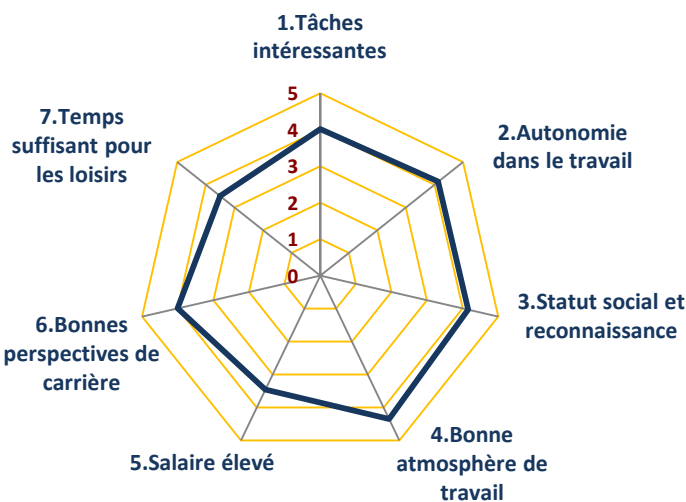 1.Tâches
intéressantes
2.Autonomie
dans le travail
3.Statut social et
reconnaissance
4.Bonne
atmosphère de
travail
5.Salaire élevé
6.Bonnes
perspectives de
carrière
7.Temps
suffisant pour
les loisirs
5
4
3
2
1
0